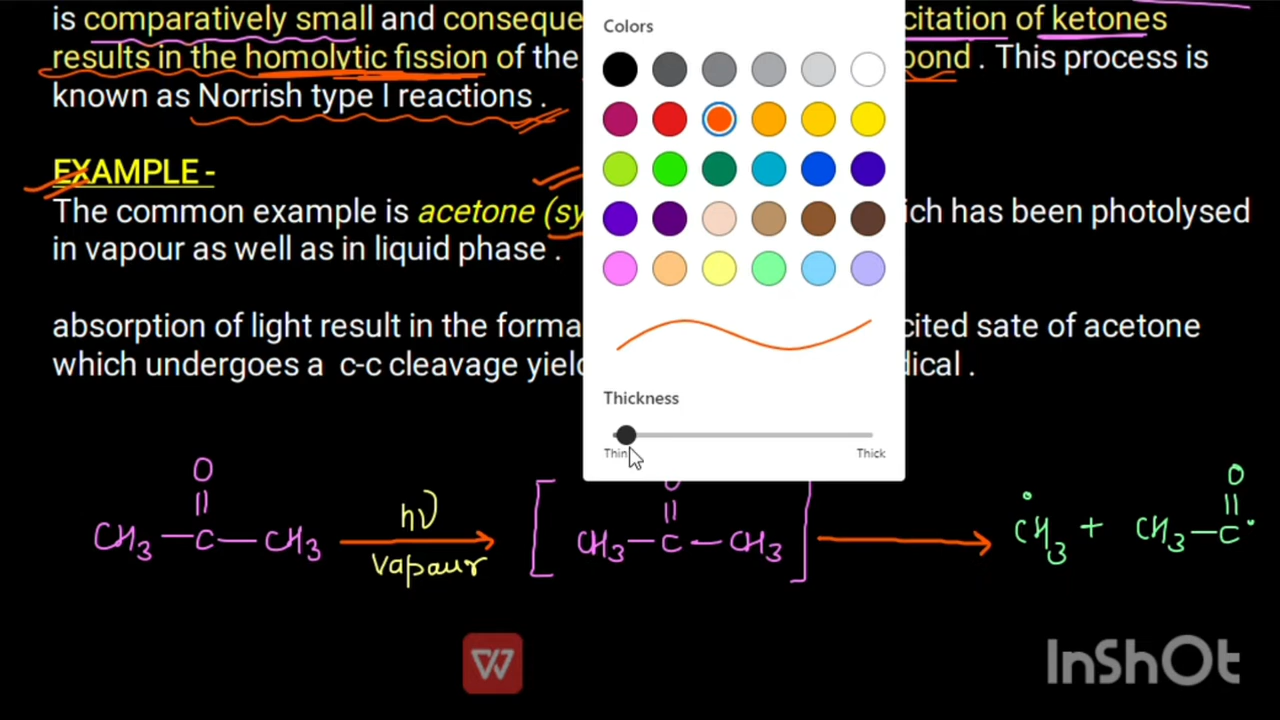 is comparatively small and conseque citation of ketones
results in the homolytic fission of the bond . This process is
known as Norrish type I reactions .
EXAMPLE -
The common example is acetone (sy ich has been photolysed
in vapour as well as in liquid phase .
absorption of light result in the forma cited sate of acetone
which undergoes a c-c cleavage yield dical .
Colors
Thickness
Thin Thick
O O O
CH3 — C — CH3 hν [ CH3 — C — CH3 ] ĊH3 + CH3 — C•
vapaur
InShOt